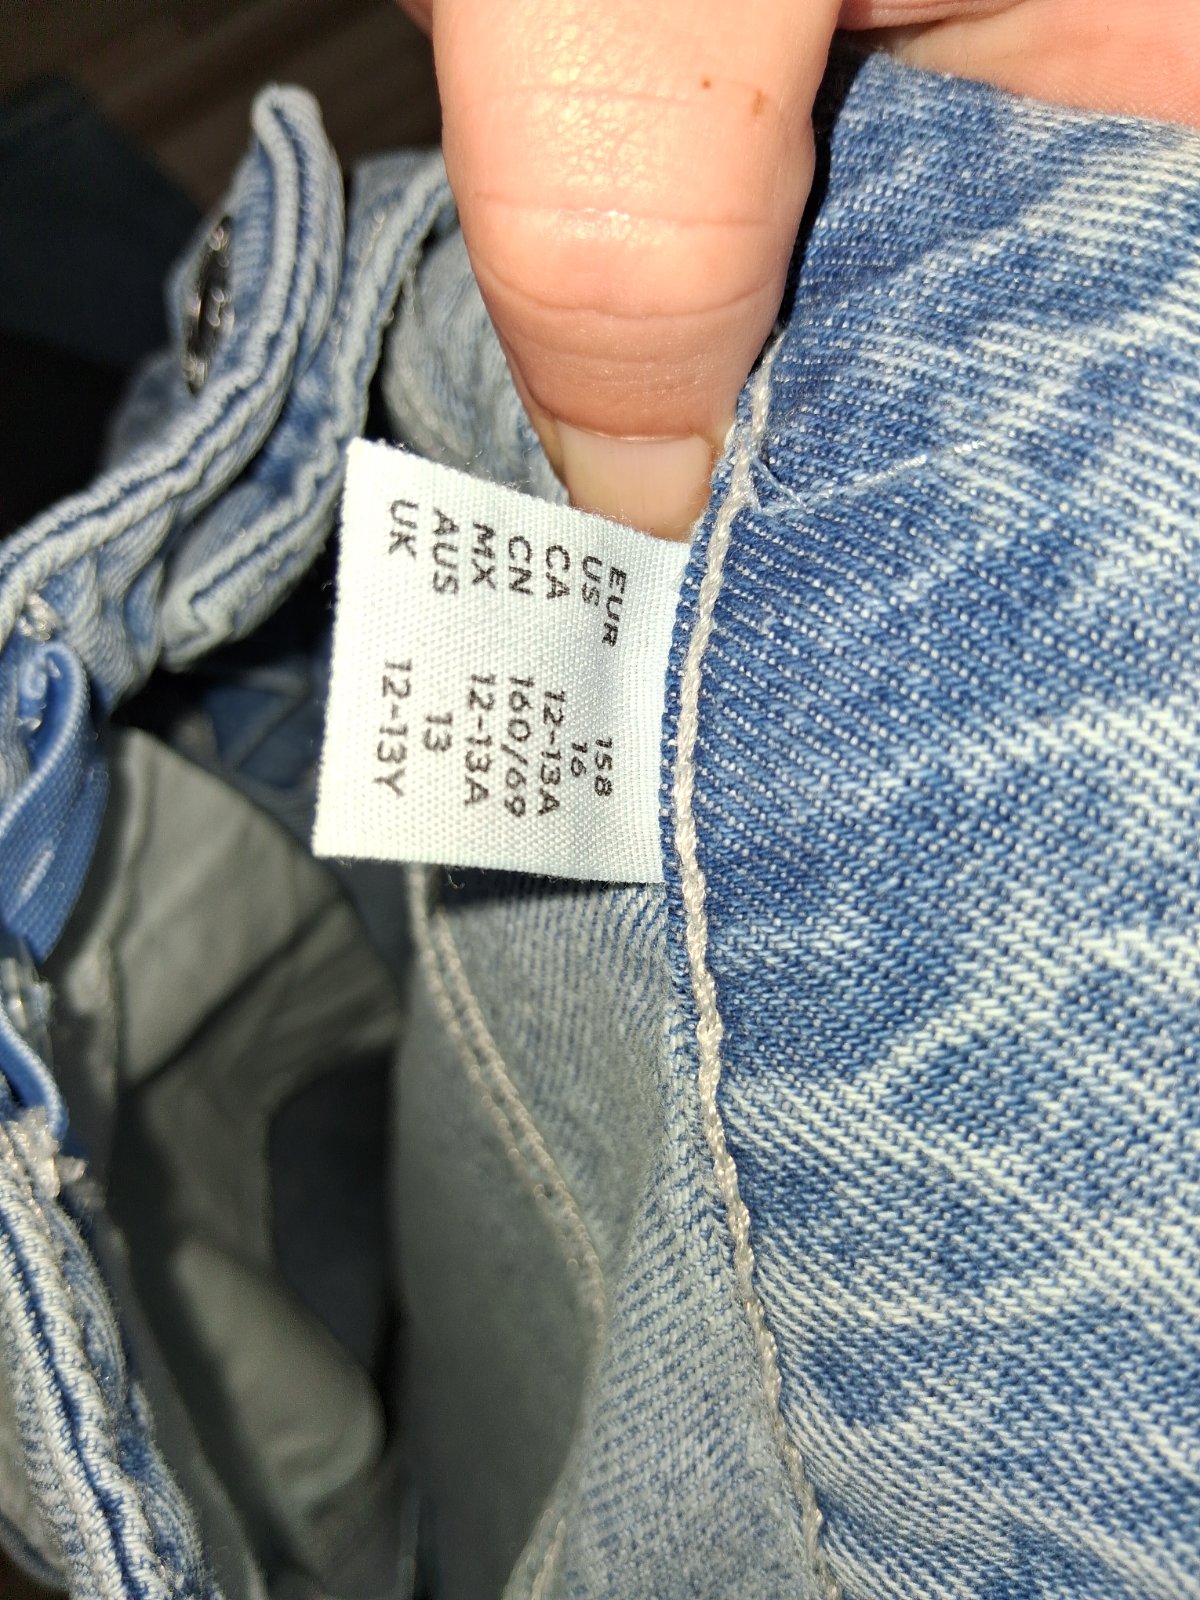 EUR 158
US 16
CA 12-13A
CN 160/69
MX 12-13A
AUS 13
UK 12-13Y